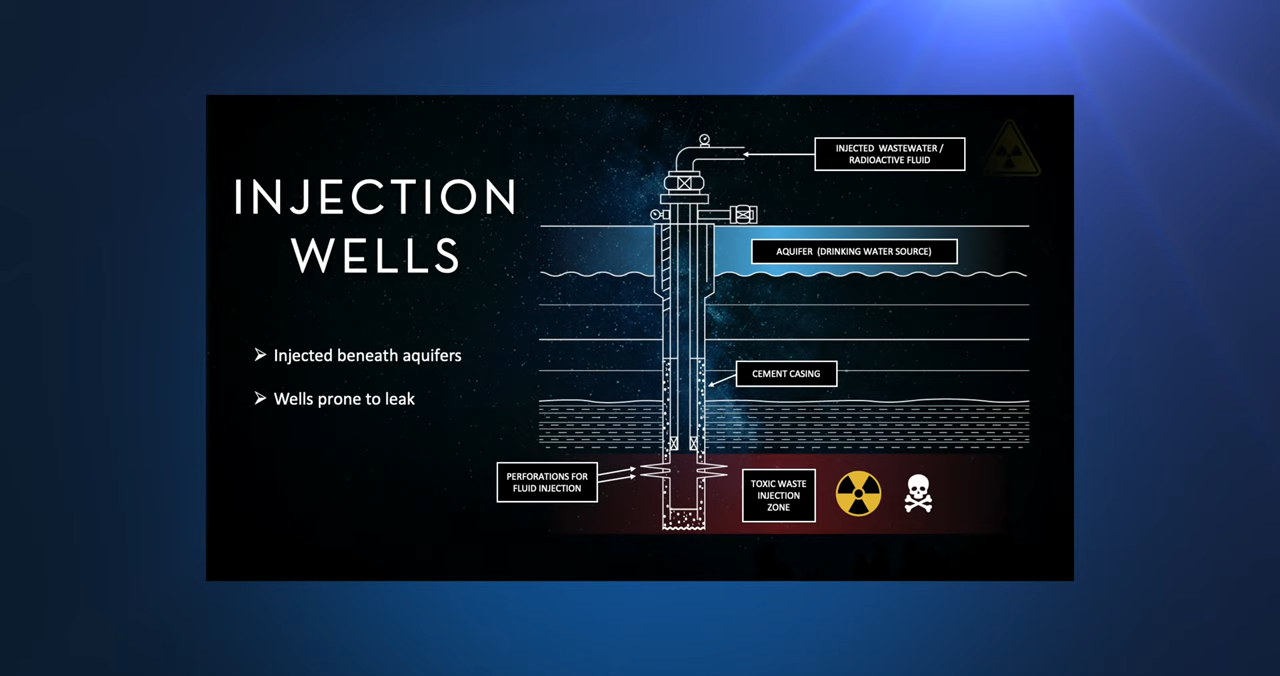 INJECTION
WELLS
➢ Injected beneath aquifers
➢ Wells prone to leak
INJECTED WASTEWATER /
RADIOACTIVE FLUID
AQUIFER (DRINKING WATER SOURCE)
CEMENT CASING
PERFORATIONS FOR
FLUID INJECTION
TOXIC WASTE
INJECTION
ZONE